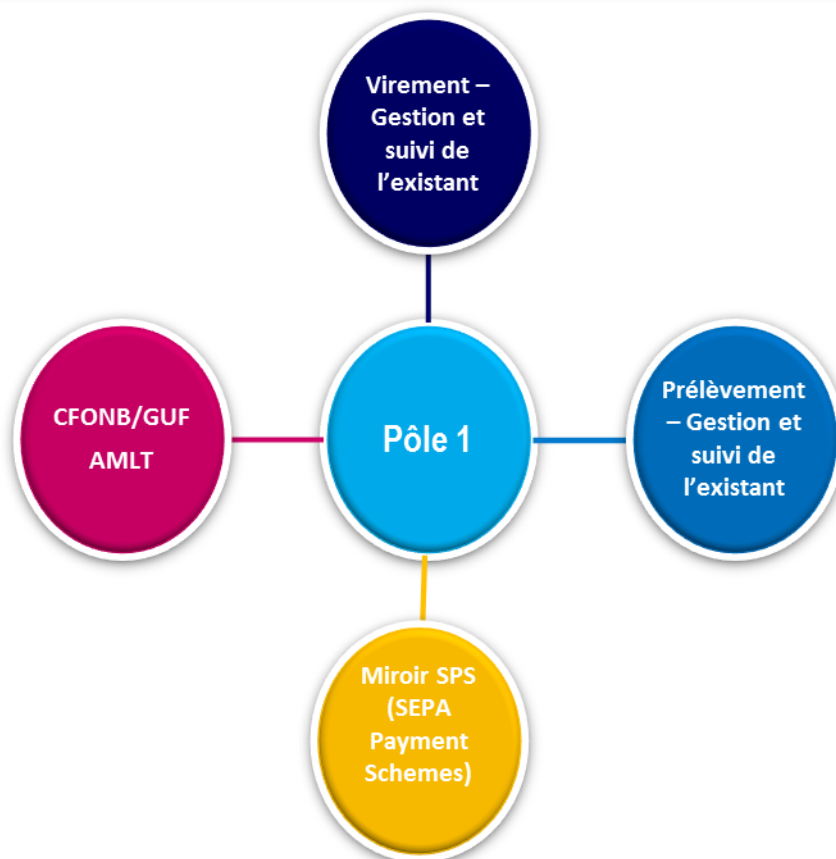 Virement –
Gestion et
suivi de
l’existant
CFONB/GUF
AMLT
Pôle 1
Prélèvement
– Gestion et
suivi de
l’existant
Miroir SPS
(SEPA
Payment
Schemes)